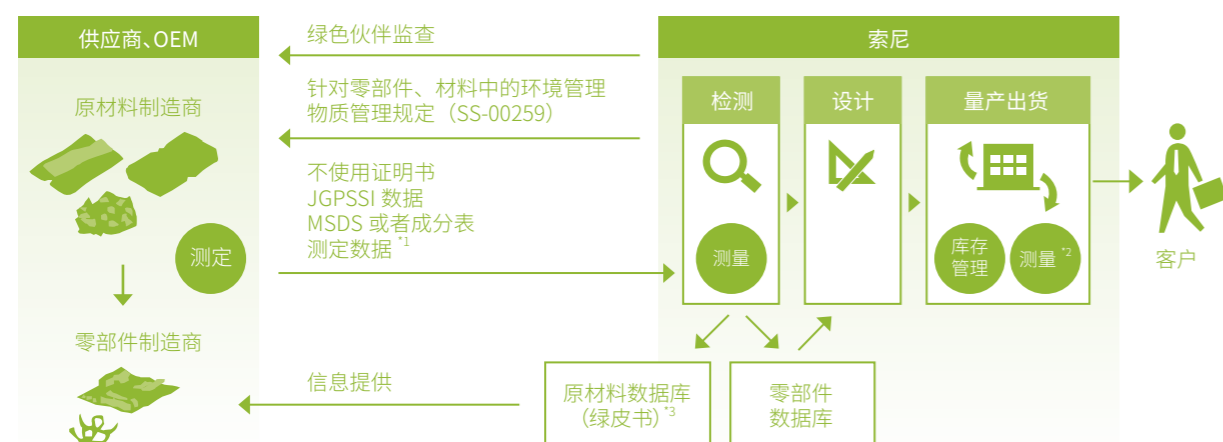 供应商、OEM
原材料制造商
测定
零部件制造商
绿色伙伴监查
针对零部件、材料中的环境管理
物质管理规定（SS-00259）
不使用证明书
JGPSSI 数据
MSDS 或者成分表
测定数据 *1
信息提供
索尼
检测
测量
设计
量产出货
库存
管理
测量 *2
客户
原材料数据库
（绿皮书）*3
零部件
数据库